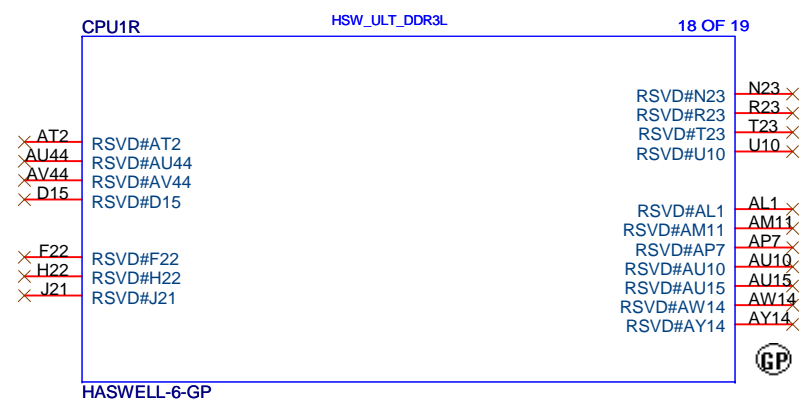 CPU1R HSW_ULT_DDR3L 18 OF 19
AT2 RSVD#AT2
AU44 RSVD#AU44
AV44 RSVD#AV44
D15 RSVD#D15
F22 RSVD#F22
H22 RSVD#H22
J21 RSVD#J21
RSVD#N23 N23
RSVD#R23 R23
RSVD#T23 T23
RSVD#U10 U10
RSVD#AL1 AL1
RSVD#AM11 AM11
RSVD#AP7 AP7
RSVD#AU10 AU10
RSVD#AU15 AU15
RSVD#AW14 AW14
RSVD#AY14 AY14
GP
HASWELL-6-GP